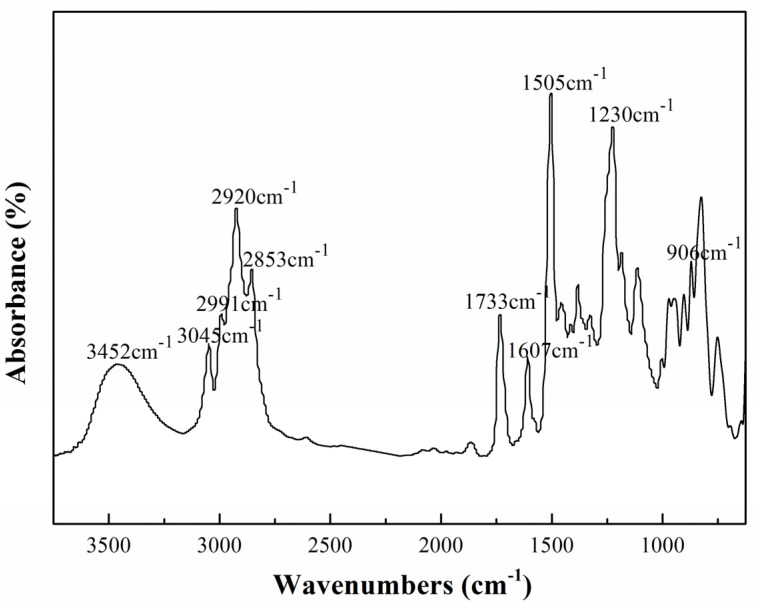 1505cm-1
1230cm-1
2920cm-1
2853cm-1
906cm-1
2991cm-1
1733cm-1
3045cm-1
3452cm-1
1607cm-1
Absorbance (%)
3500 3000 2500 2000 1500 1000
Wavenumbers (cm-1)